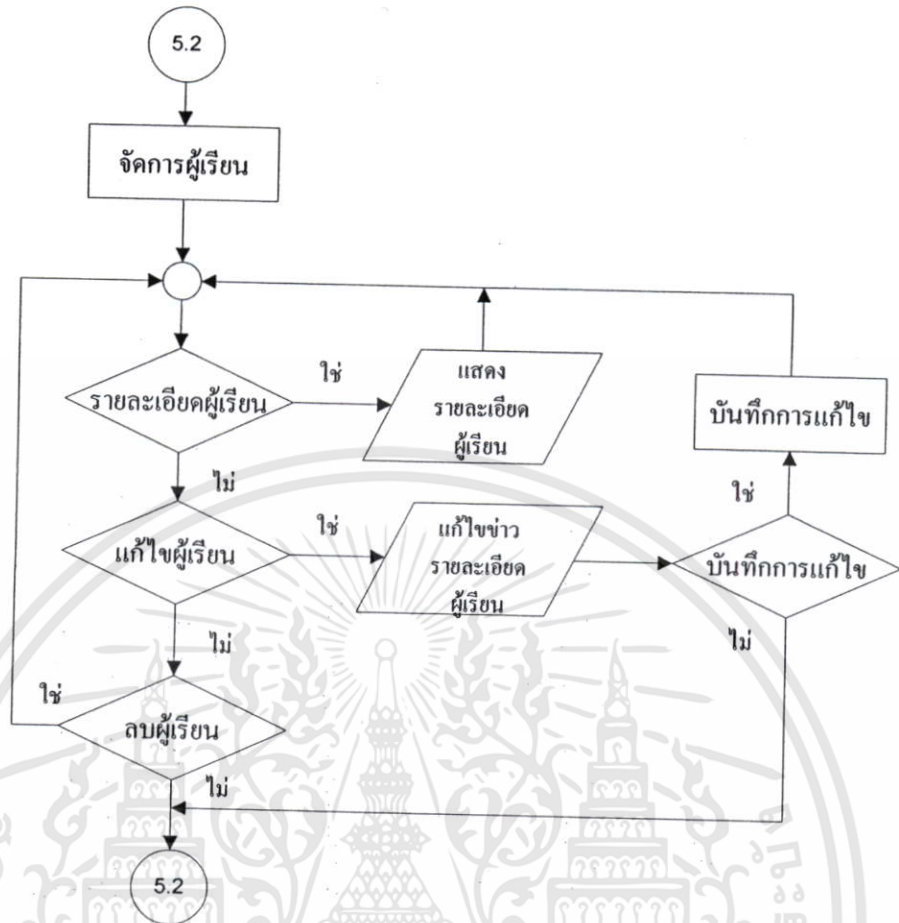 5.2
จัดการผู้เรียน
รายละเอียดผู้เรียน
ใช่
แสดง
รายละเอียด
ผู้เรียน
บันทึกการแก้ไข
ไม่
ใช่
แก้ไขผู้เรียน
ใช่
แก้ไขข่าว
รายละเอียด
ผู้เรียน
บันทึกการแก้ไข
ไม่
ไม่
ใช่
ลบผู้เรียน
ไม่
5.2